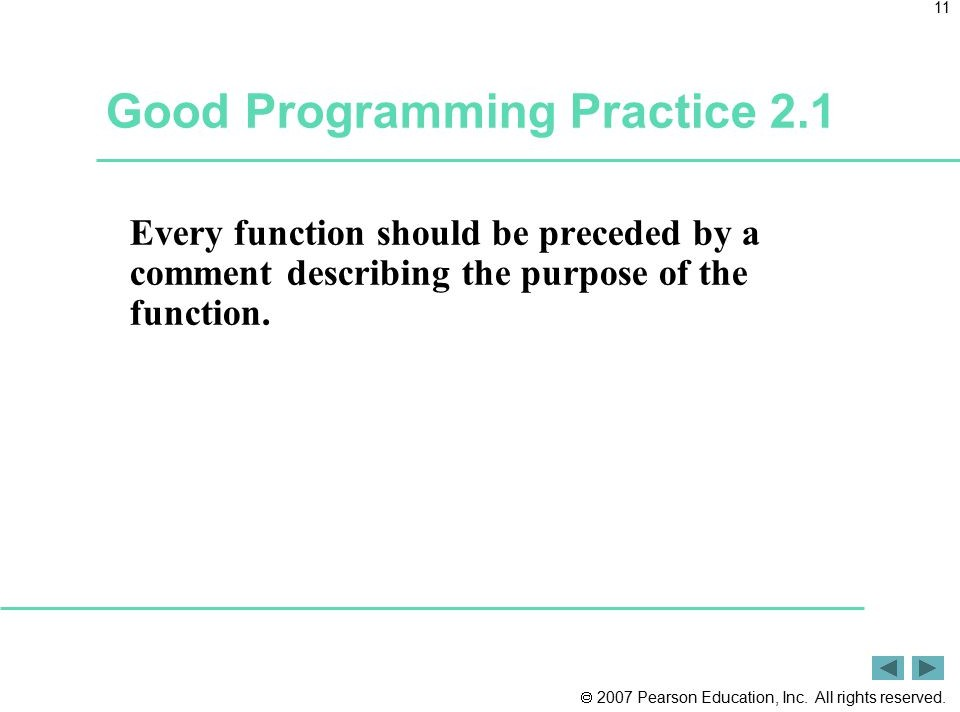 11
Good Programming Practice 2.1
Every function should be preceded by a
comment describing the purpose of the
function.
© 2007 Pearson Education, Inc. All rights reserved.